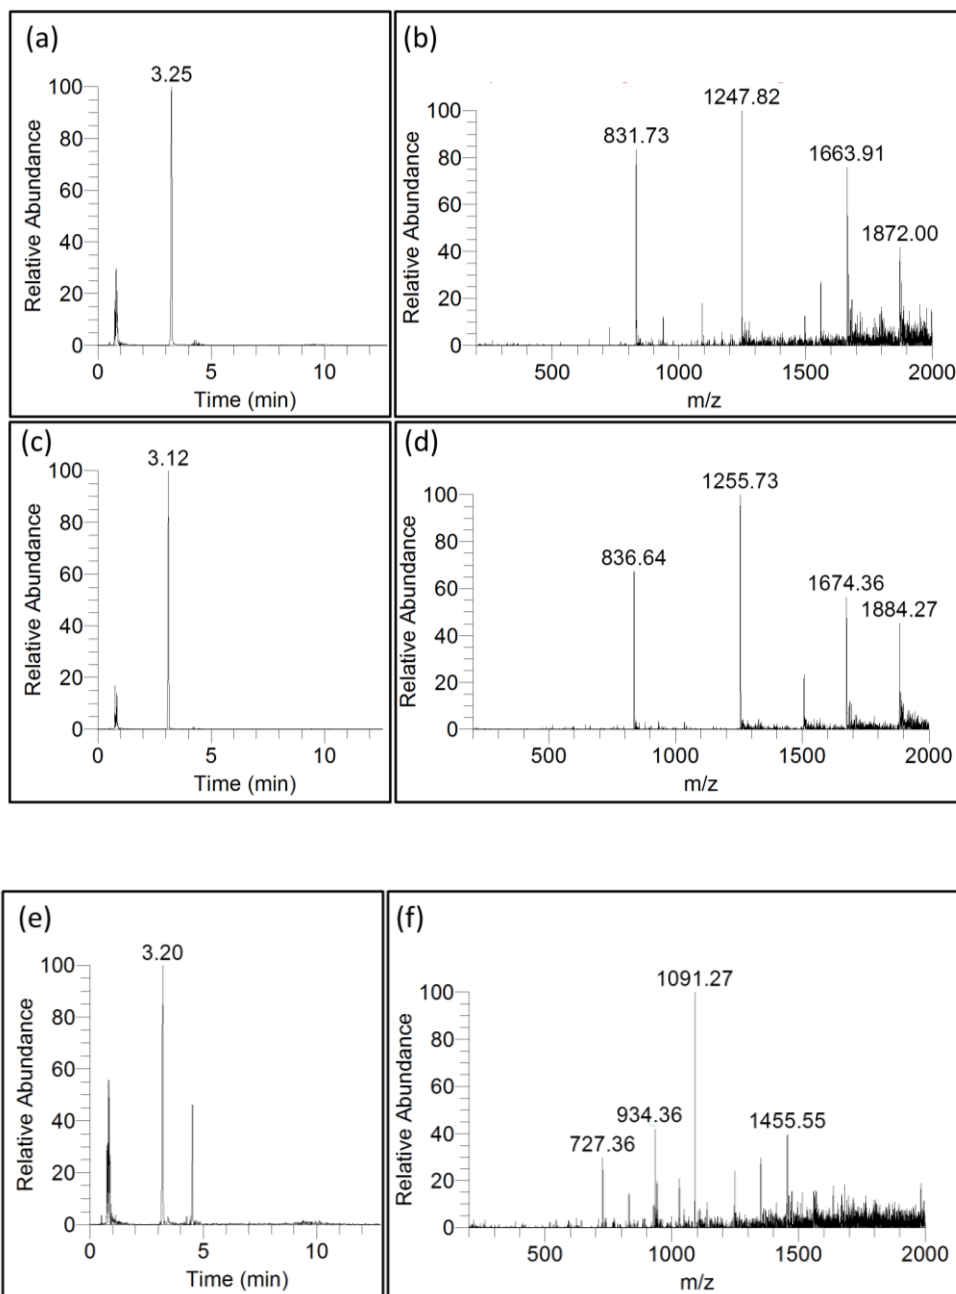 (a)
3.25
100
80
60
40
20
0
Relative Abundance
0 5 10
Time (min)
(b)
1247.82
831.73
1663.91
1872.00
100
80
60
40
20
0
Relative Abundance
500 1000 1500 2000
m/z
(c)
3.12
100
80
60
40
20
0
Relative Abundance
0 5 10
Time (min)
(d)
1255.73
836.64
1674.36
1884.27
100
80
60
40
20
0
Relative Abundance
500 1000 1500 2000
m/z
(e)
3.20
100
80
60
40
20
0
Relative Abundance
0 5 10
Time (min)
(f)
1091.27
934.36
727.36
1455.55
100
80
60
40
20
0
Relative Abundance
500 1000 1500 2000
m/z